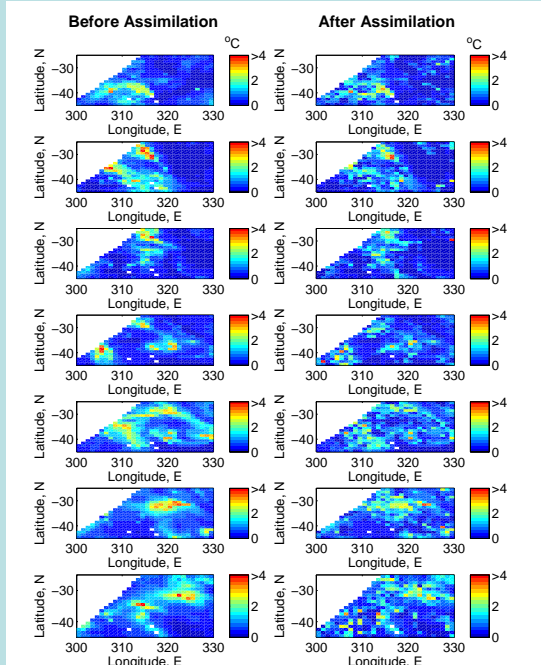 Before Assimilation After Assimilation
°C °C
>4 >4
Latitude, N −30 2 Latitude, N −30 2
−40 0 −40 0
300 310 320 330 300 310 320 330
Longitude, E Longitude, E
>4 >4
Latitude, N −30 2 Latitude, N −30 2
−40 0 −40 0
300 310 320 330 300 310 320 330
Longitude, E Longitude, E
>4 >4
Latitude, N −30 2 Latitude, N −30 2
−40 0 −40 0
300 310 320 330 300 310 320 330
Longitude, E Longitude, E
>4 >4
Latitude, N −30 2 Latitude, N −30 2
−40 0 −40 0
300 310 320 330 300 310 320 330
Longitude, E Longitude, E
>4 >4
Latitude, N −30 2 Latitude, N −30 2
−40 0 −40 0
300 310 320 330 300 310 320 330
Longitude, E Longitude, E
>4 >4
Latitude, N −30 2 Latitude, N −30 2
−40 0 −40 0
300 310 320 330 300 310 320 330
Longitude, E Longitude, E
>4 >4
Latitude, N −30 2 Latitude, N −30 2
−40 0 −40 0
300 310 320 330 300 310 320 330
Longitude, E Longitude, E